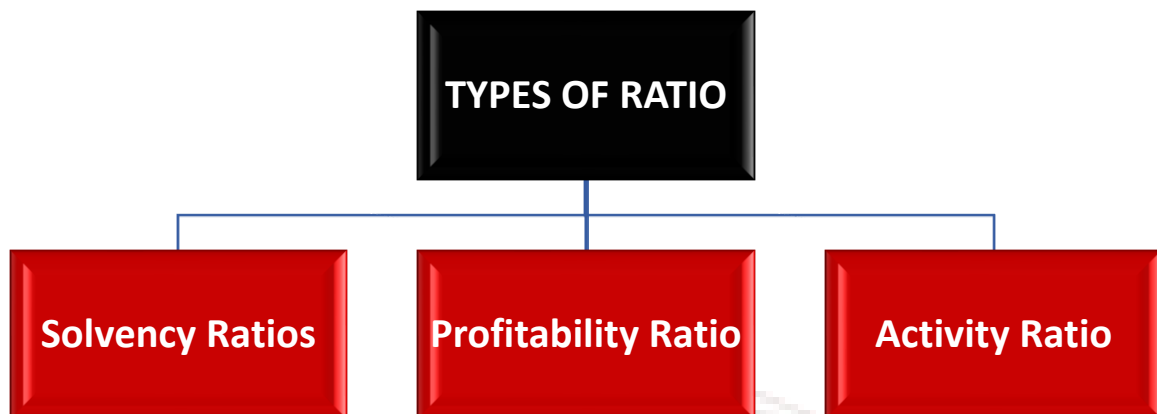 TYPES OF RATIO
Solvency Ratios
Profitability Ratio
Activity Ratio